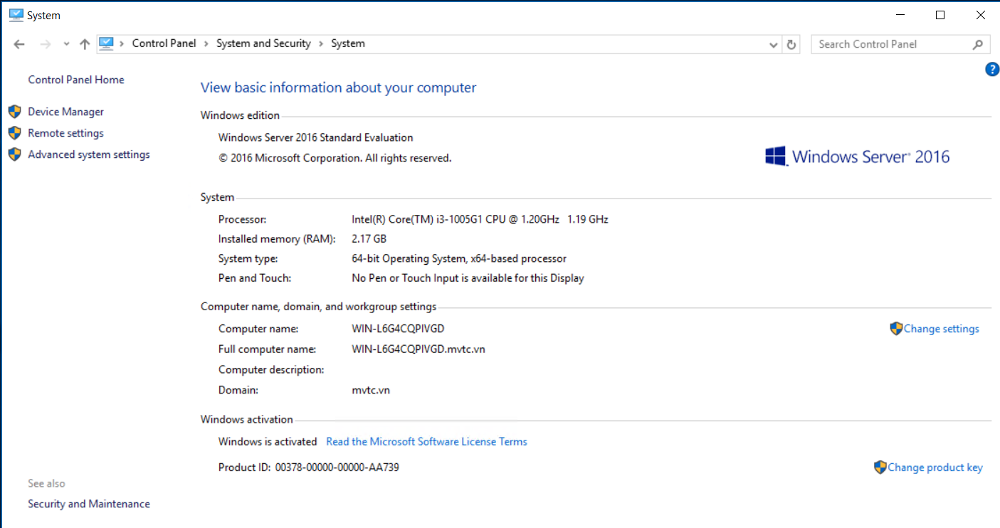 System
Control Panel › System and Security › System
Search Control Panel
?
Control Panel Home
Device Manager
Remote settings
Advanced system settings
View basic information about your computer
Windows edition
Windows Server 2016 Standard Evaluation
© 2016 Microsoft Corporation. All rights reserved.
Windows Server® 2016
System
Processor: Intel(R) Core(TM) i3-1005G1 CPU @ 1.20GHz 1.19 GHz
Installed memory (RAM): 2.17 GB
System type: 64-bit Operating System, x64-based processor
Pen and Touch: No Pen or Touch Input is available for this Display
Computer name, domain, and workgroup settings
Computer name: WIN-L6G4CQPIVGD
Change settings
Full computer name: WIN-L6G4CQPIVGD.mvtc.vn
Computer description:
Domain: mvtc.vn
Windows activation
Windows is activated Read the Microsoft Software License Terms
Product ID: 00378-00000-00000-AA739
Change product key
See also
Security and Maintenance